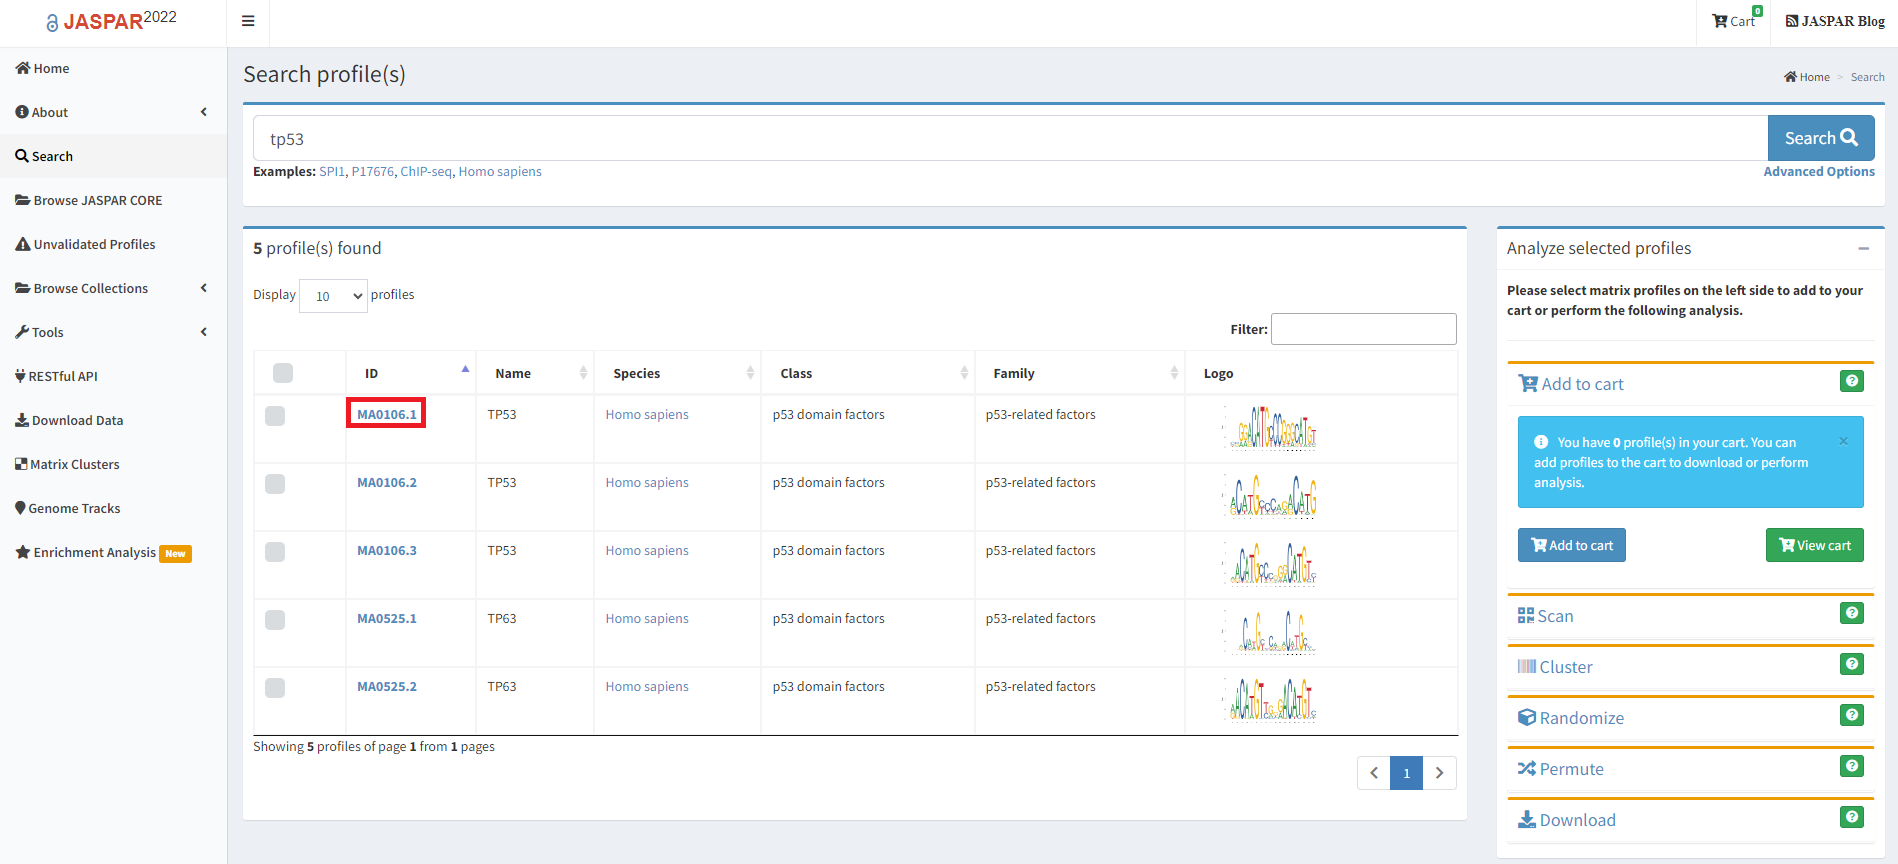 JASPAR2022
Cart 0
JASPAR Blog
Home
About
Search
Browse JASPAR CORE
Unvalidated Profiles
Browse Collections
Tools
RESTful API
Download Data
Matrix Clusters
Genome Tracks
Enrichment Analysis New
Search profile(s)
Home > Search
tp53
Search
Examples: SPI1, P17676, ChIP-seq, Homo sapiens
Advanced Options
5 profile(s) found
Display 10 profiles
Filter:
ID Name Species Class Family Logo
MA0106.1 TP53 Homo sapiens p53 domain factors p53-related factors
MA0106.2 TP53 Homo sapiens p53 domain factors p53-related factors
MA0106.3 TP53 Homo sapiens p53 domain factors p53-related factors
MA0525.1 TP63 Homo sapiens p53 domain factors p53-related factors
MA0525.2 TP63 Homo sapiens p53 domain factors p53-related factors
Showing 5 profiles of page 1 from 1 pages
1
Analyze selected profiles
Please select matrix profiles on the left side to add to your
cart or perform the following analysis.
Add to cart
You have 0 profile(s) in your cart. You can
add profiles to the cart to download or perform
analysis.
Add to cart
View cart
Scan
Cluster
Randomize
Permute
Download